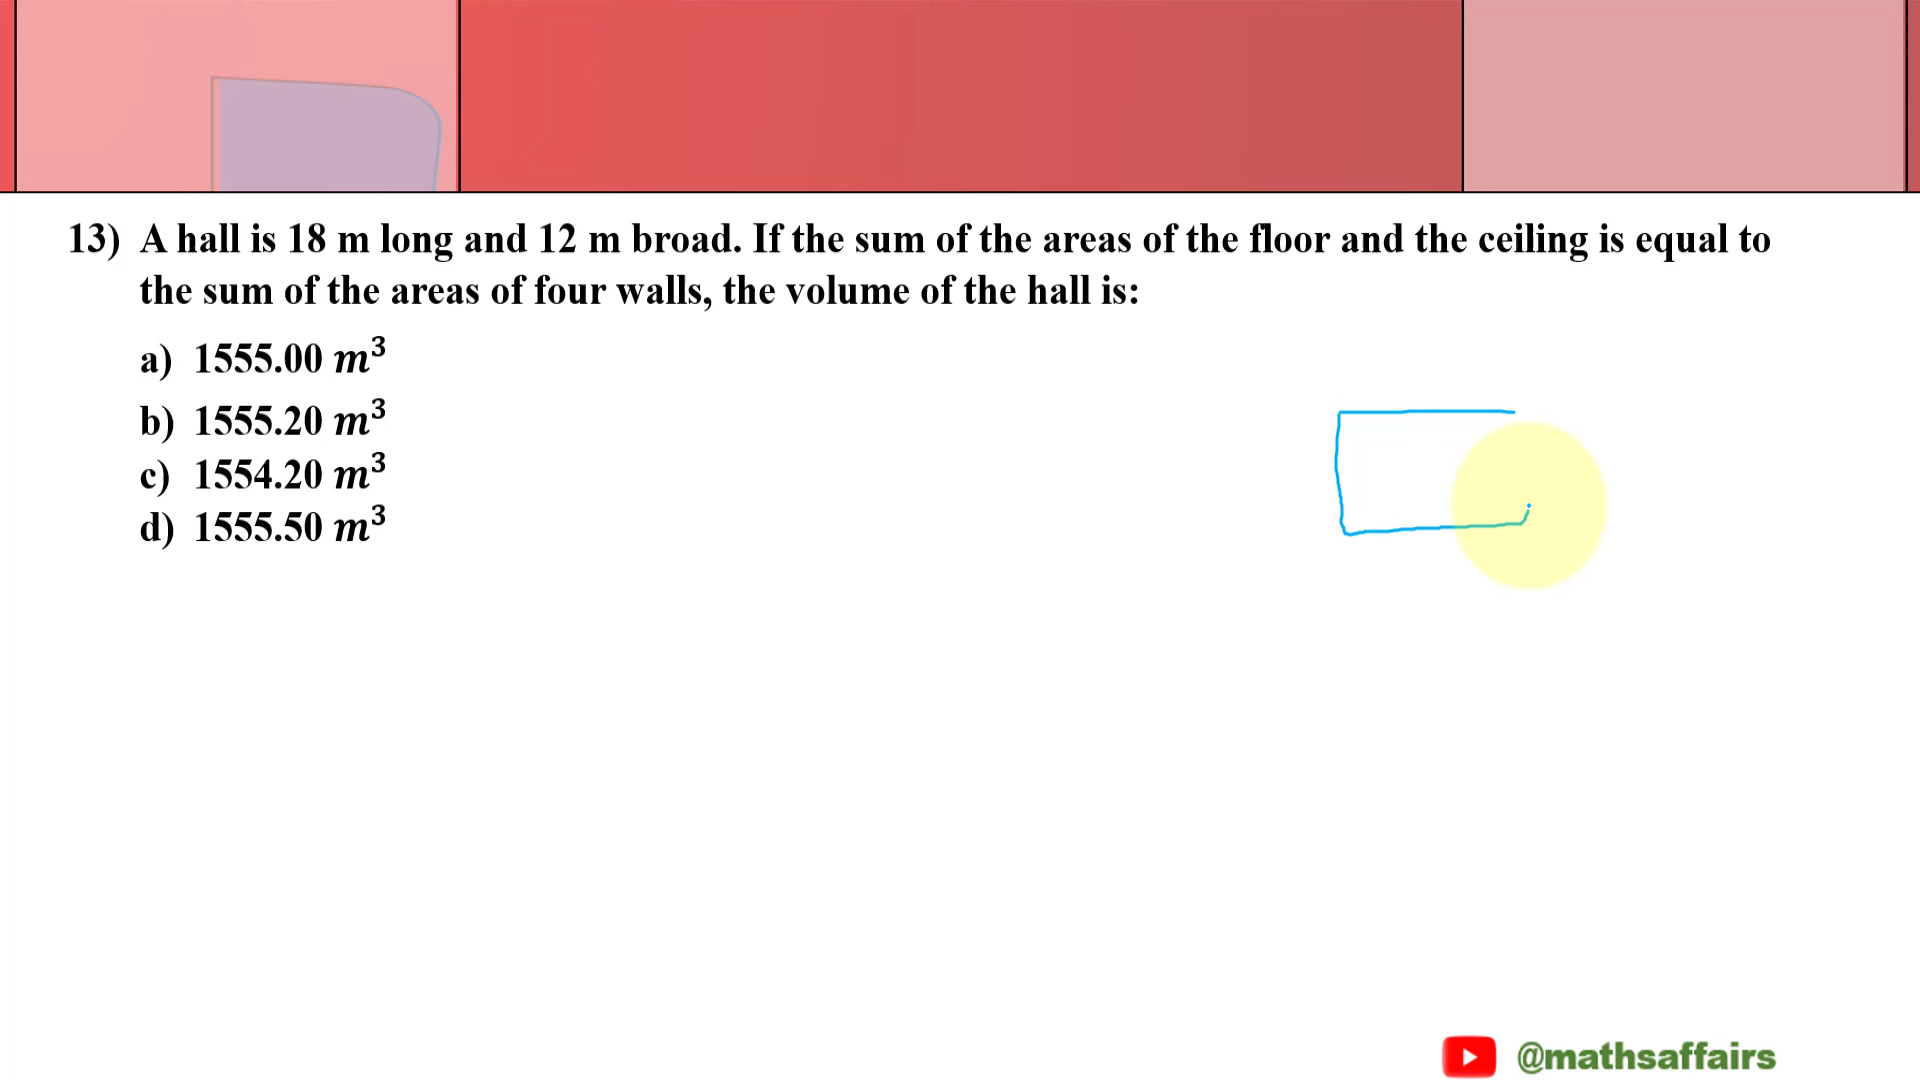 13) A hall is 18 m long and 12 m broad. If the sum of the areas of the floor and the ceiling is equal to
the sum of the areas of four walls, the volume of the hall is:
a) 1555.00 m³
b) 1555.20 m³
c) 1554.20 m³
d) 1555.50 m³
@mathsaffairs